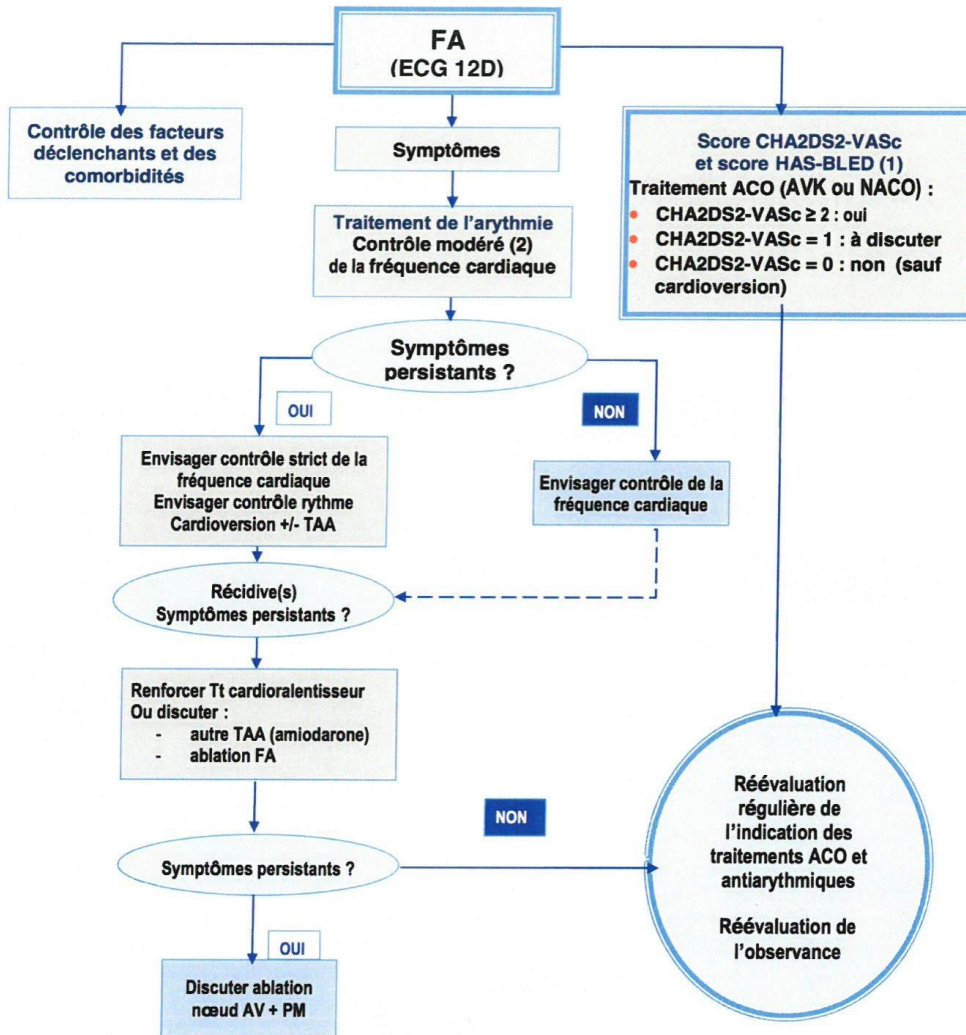 FA
(ECG 12D)
Contrôle des facteurs
déclenchants et des
comorbidités
Symptômes
Traitement de l'arythmie
Contrôle modéré (2)
de la fréquence cardiaque
Score CHA2DS2-VASc
et score HAS-BLED (1)
Traitement ACO (AVK ou NACO) :
• CHA2DS2-VASc ≥ 2 : oui
• CHA2DS2-VASc = 1 : à discuter
• CHA2DS2-VASc = 0 : non (sauf
cardioversion)
Symptômes
persistants ?
OUI
NON
Envisager contrôle strict de la
fréquence cardiaque
Envisager contrôle rythme
Cardioversion +/- TAA
Envisager contrôle de la
fréquence cardiaque
Récidive(s)
Symptômes persistants ?
Renforcer Tt cardioralentisseur
Ou discuter :
- autre TAA (amiodarone)
- ablation FA
NON
Symptômes persistants ?
OUI
Discuter ablation
nœud AV + PM
Réévaluation
régulière de
l'indication des
traitements ACO et
antiarythmiques
Réévaluation de
l'observance